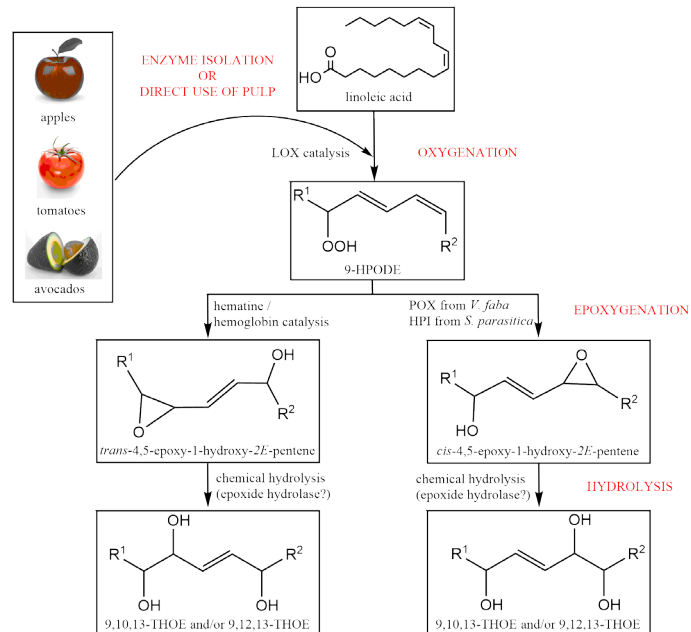 ENZYME ISOLATION
OR
DIRECT USE OF PULP
apples
tomatoes
avocados
O
HO
linoleic acid
LOX catalysis
OXYGENATION
R1
OOH
R2
9-HPODE
hematine /
hemoglobin catalysis
POX from V. faba
HPI from S. parasitica
EPOXYGENATION
R1
OH
O
R2
trans-4,5-epoxy-1-hydroxy-2E-pentene
O
R1
R2
HO
cis-4,5-epoxy-1-hydroxy-2E-pentene
chemical hydrolysis
(epoxide hydrolase?)
chemical hydrolysis
(epoxide hydrolase?)
HYDROLYSIS
OH
R1
R2
OH
OH
9,10,13-THOE and/or 9,12,13-THOE
OH
R1
R2
OH
OH
9,10,13-THOE and/or 9,12,13-THOE